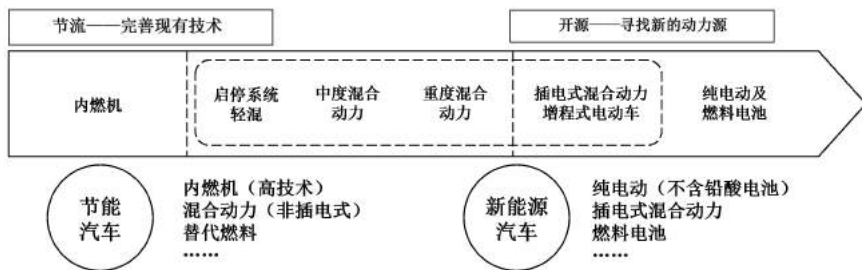 节流——完善现有技术
开源——寻找新的动力源
内燃机
启停系统
轻混
中度混合
动力
重度混合
动力
插电式混合动力
增程式电动车
纯电动及
燃料电池
节能
汽车
内燃机（高技术）
混合动力（非插电式）
替代燃料
……
新能源
汽车
纯电动（不含铅酸电池）
插电式混合动力
燃料电池
……